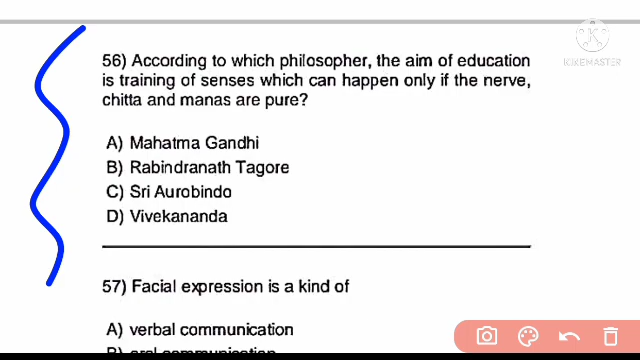 56) According to which philosopher, the aim of education
is training of senses which can happen only if the nerve,
chitta and manas are pure?
A) Mahatma Gandhi
B) Rabindranath Tagore
C) Sri Aurobindo
D) Vivekananda
57) Facial expression is a kind of
A) verbal communication
B) oral communication
KINEMASTER